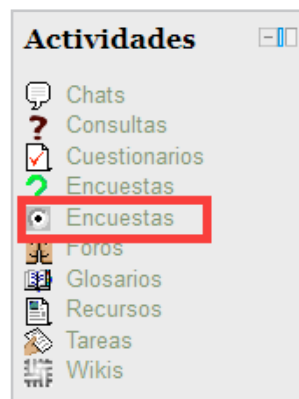 Actividades
Chats
Consultas
Cuestionarios
Encuestas
Encuestas
Foros
Glosarios
Recursos
Tareas
Wikis